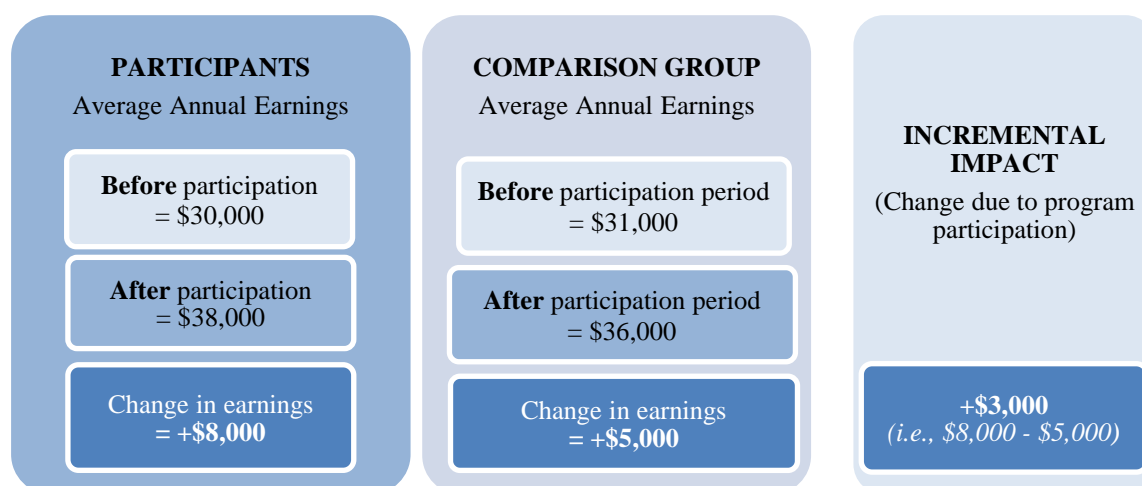 PARTICIPANTS
Average Annual Earnings
Before participation
= $30,000
After participation
= $38,000
Change in earnings
= +$8,000
COMPARISON GROUP
Average Annual Earnings
Before participation period
= $31,000
After participation period
= $36,000
Change in earnings
= +$5,000
INCREMENTAL
IMPACT
(Change due to program
participation)
+$3,000
(i.e., $8,000 - $5,000)